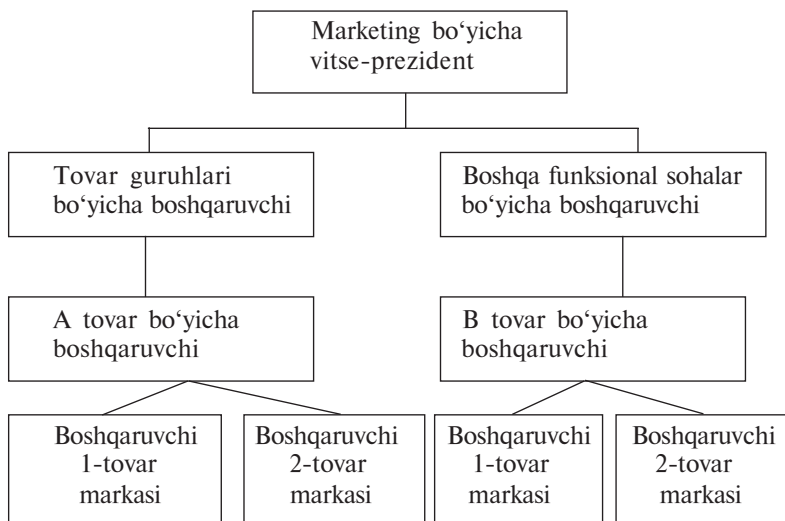 Marketing bo‘yicha
vitse-prezident
Tovar guruhlari
bo‘yicha boshqaruvchi
Boshqa funksional sohalar
bo‘yicha boshqaruvchi
A tovar bo‘yicha
boshqaruvchi
B tovar bo‘yicha
boshqaruvchi
Boshqaruvchi
1-tovar
markasi
Boshqaruvchi
2-tovar
markasi
Boshqaruvchi
1-tovar
markasi
Boshqaruvchi
2-tovar
markasi